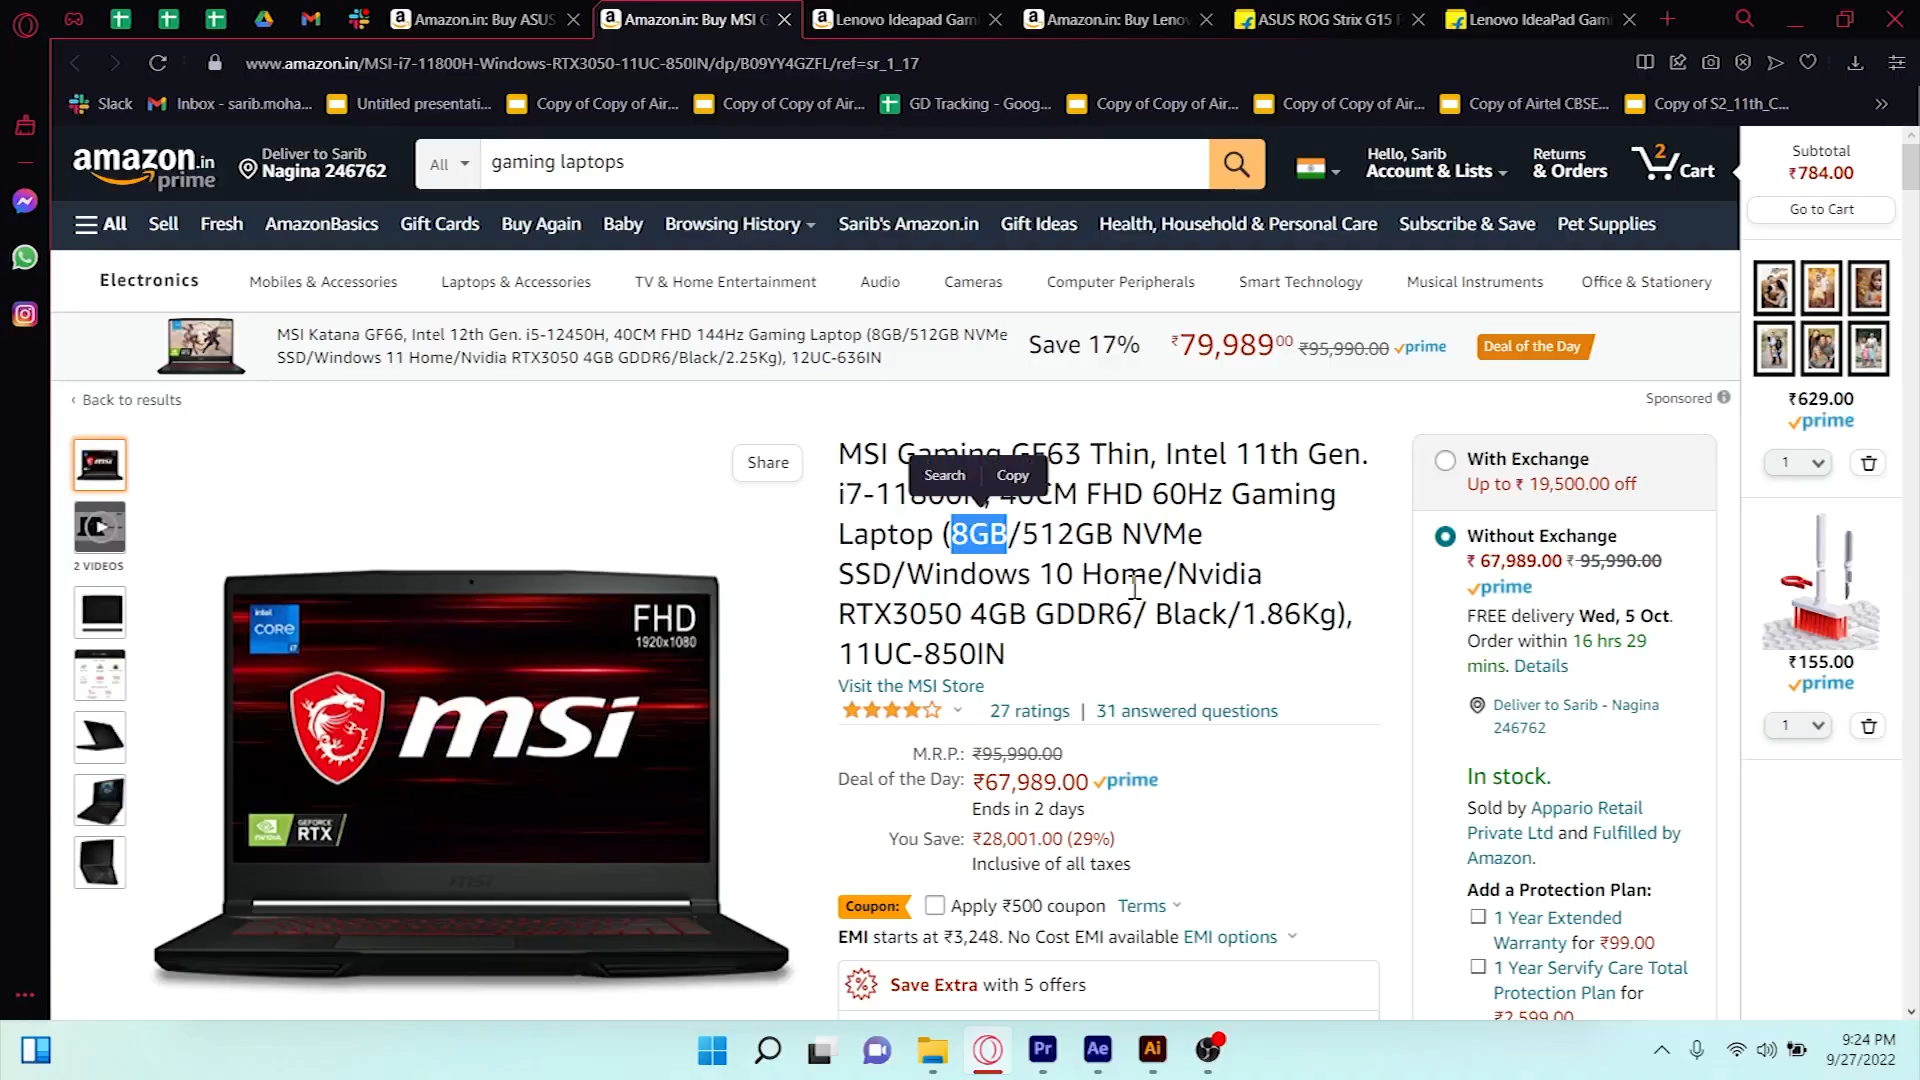 Amazon.in: Buy ASUS
Amazon.in: Buy MSI G
Lenovo Ideapad Gam
Amazon.in: Buy Lenov
ASUS ROG Strix G15
Lenovo IdeaPad Gam
www.amazon.in/MSI-i7-11800H-Windows-RTX3050-11UC-850IN/dp/B09YY4GZFL/ref=sr_1_17
Slack
Inbox - sarib.moha...
Untitled presentati...
Copy of Copy of Air...
Copy of Copy of Air...
GD Tracking - Goog...
Copy of Copy of Air...
Copy of Copy of Air...
Copy of Airtel CBSE...
Copy of S2_11th_C...
amazon.in
prime
Deliver to Sarib
Nagina 246762
All
gaming laptops
Hello, Sarib
Account & Lists
Returns
& Orders
2
Cart
Subtotal
₹784.00
Go to Cart
All
Sell
Fresh
AmazonBasics
Gift Cards
Buy Again
Baby
Browsing History
Sarib's Amazon.in
Gift Ideas
Health, Household & Personal Care
Subscribe & Save
Pet Supplies
Electronics
Mobiles & Accessories
Laptops & Accessories
TV & Home Entertainment
Audio
Cameras
Computer Peripherals
Smart Technology
Musical Instruments
Office & Stationery
MSI Katana GF66, Intel 12th Gen. i5-12450H, 40CM FHD 144Hz Gaming Laptop (8GB/512GB NVMe
SSD/Windows 11 Home/Nvidia RTX3050 4GB GDDR6/Black/2.25Kg), 12UC-636IN
Save 17%
₹79,989⁰⁰
₹95,990.00
prime
Deal of the Day
‹ Back to results
Sponsored
Share
2 VIDEOS
intel
CORE
i7
FHD
1920x1080
msi
NVIDIA
GEFORCE
RTX
msi
MSI Gaming GF63 Thin, Intel 11th Gen.
Search
Copy
i7-11800H, 40CM FHD 60Hz Gaming
Laptop (8GB/512GB NVMe
SSD/Windows 10 Home/Nvidia
RTX3050 4GB GDDR6/ Black/1.86Kg),
11UC-850IN
Visit the MSI Store
27 ratings | 31 answered questions
M.R.P.: ₹95,990.00
Deal of the Day: ₹67,989.00 prime
Ends in 2 days
You Save: ₹28,001.00 (29%)
Inclusive of all taxes
Coupon: Apply ₹500 coupon Terms
EMI starts at ₹3,248. No Cost EMI available EMI options
Save Extra with 5 offers
With Exchange
Up to ₹ 19,500.00 off
Without Exchange
₹ 67,989.00 ₹ 95,990.00
prime
FREE delivery Wed, 5 Oct.
Order within 16 hrs 29
mins. Details
Deliver to Sarib - Nagina
246762
In stock.
Sold by Appario Retail
Private Ltd and Fulfilled by
Amazon.
Add a Protection Plan:
1 Year Extended
Warranty for ₹99.00
1 Year Servify Care Total
Protection Plan for
₹2,599.00
₹629.00
prime
1
₹155.00
prime
1
Pr
Ae
Ai
9:24 PM
9/27/2022